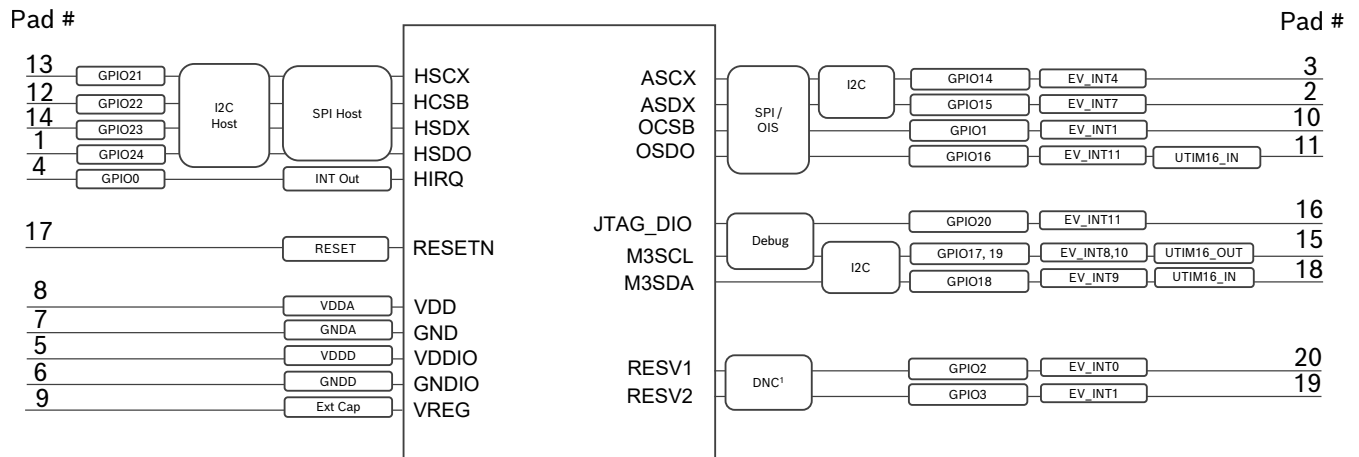 Pad # Pad #
13 GPIO21 I2C Host SPI Host HSCX ASCX SPI / OIS I2C GPIO14 EV_INT4 3
12 GPIO22 HCSB ASDX GPIO15 EV_INT7 2
14 GPIO23 HSDX OCSB GPIO1 EV_INT1 10
1 GPIO24 HSDO OSDO GPIO16 EV_INT11 UTIM16_IN 11
4 GPIO0 INT Out HIRQ
JTAG_DIO Debug GPIO20 EV_INT11 16
17 RESET RESETN M3SCL I2C GPIO17, 19 EV_INT8,10 UTIM16_OUT 15
M3SDA GPIO18 EV_INT9 UTIM16_IN 18
8 VDDA VDD
7 GNDA GND
5 VDDD VDDIO RESV1 DNC¹ GPIO2 EV_INT0 20
6 GNDD GNDIO RESV2 GPIO3 EV_INT1 19
9 Ext Cap VREG